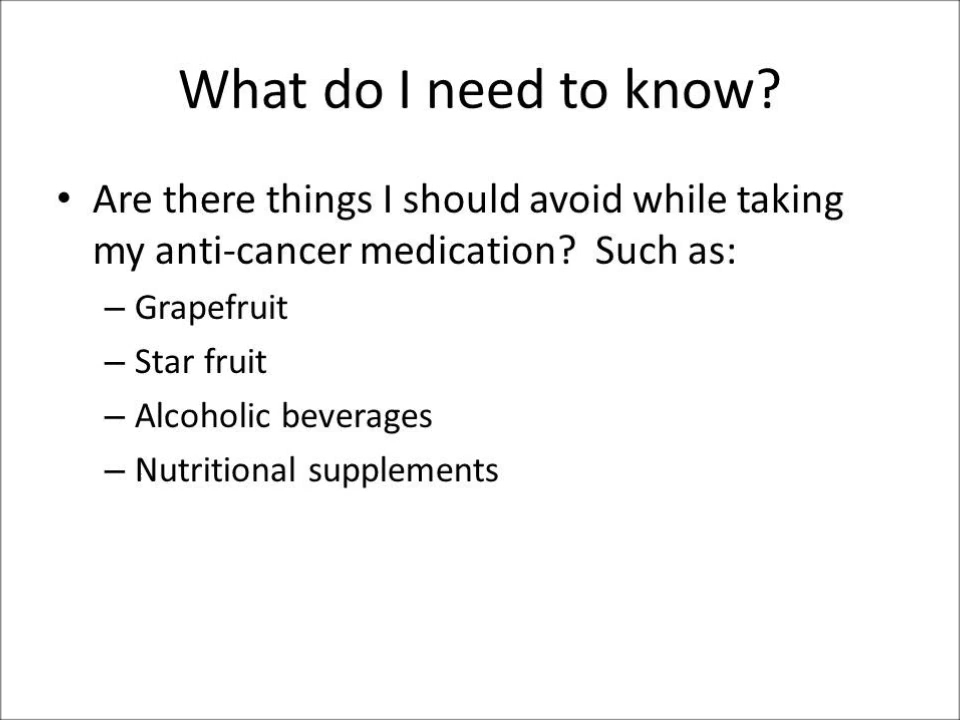 What do I need to know?
• Are there things I should avoid while taking
my anti-cancer medication?  Such as:
– Grapefruit
– Star fruit
– Alcoholic beverages
– Nutritional supplements